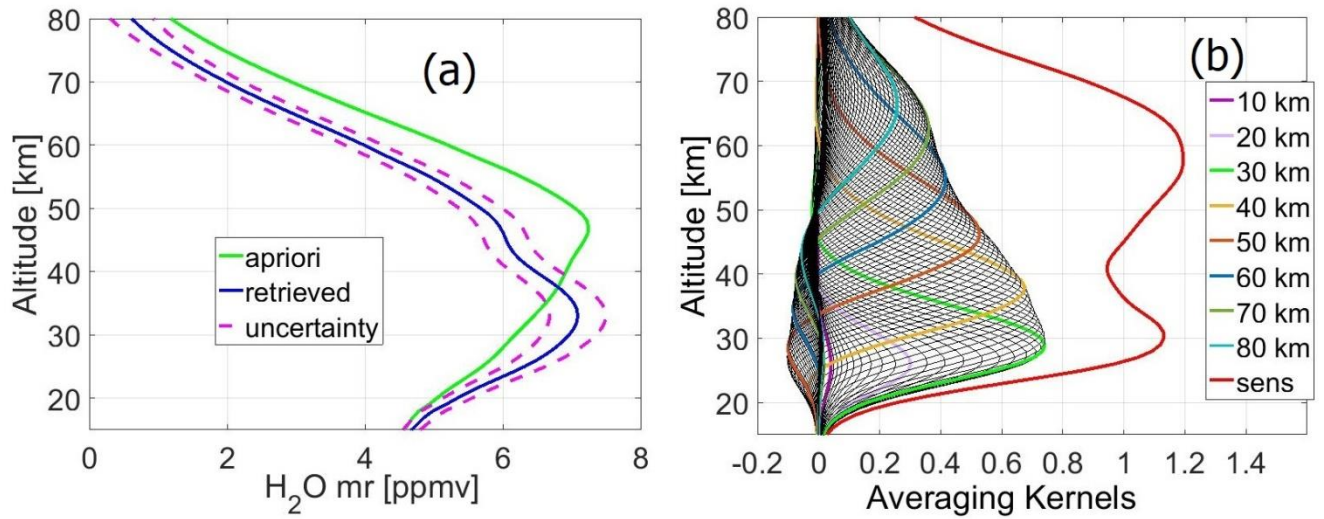 (a)
80
70
60
50
40
30
20
Altitude [km]
apriori
retrieved
uncertainty
0 2 4 6 8
H₂O mr [ppmv]
(b)
80
70
60
50
40
30
20
Altitude [km]
10 km
20 km
30 km
40 km
50 km
60 km
70 km
80 km
sens
-0.2 0 0.2 0.4 0.6 0.8 1 1.2 1.4
Averaging Kernels